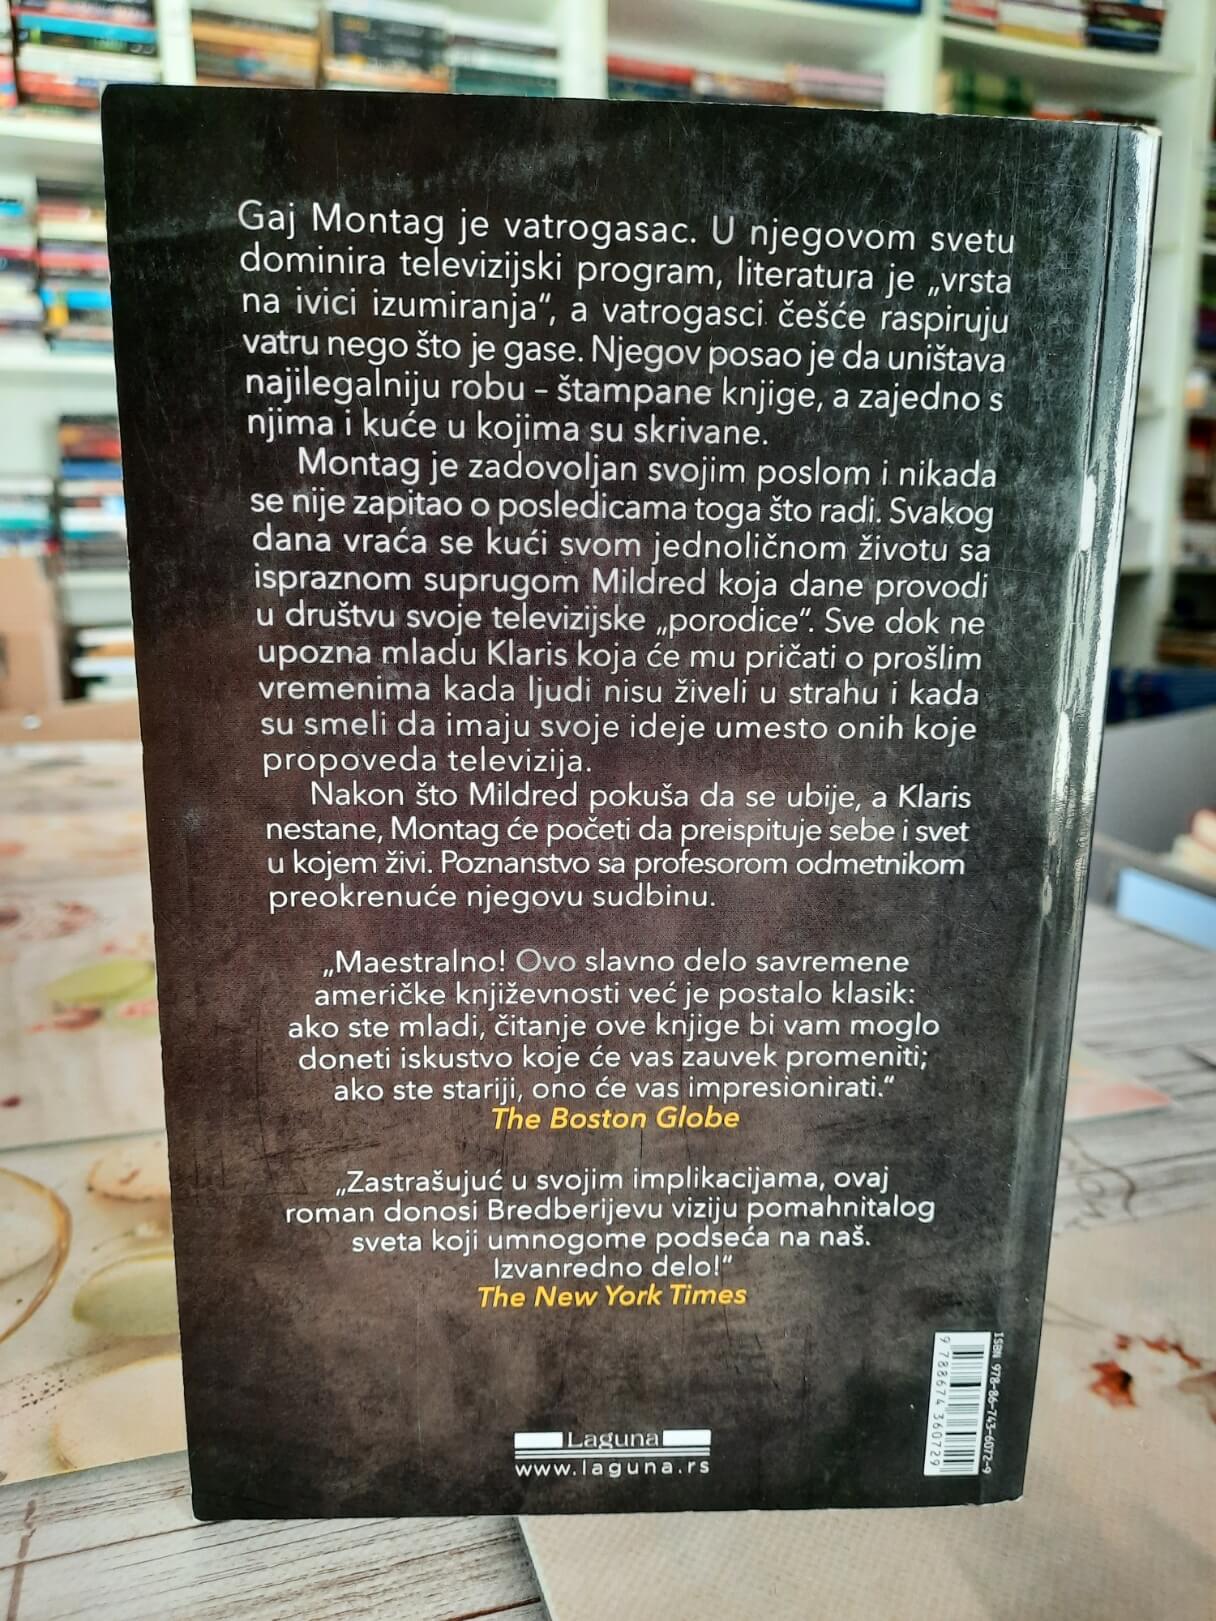 Gaj Montag je vatrogasac. U njegovom svetu
dominira televizijski program, literatura je „vrsta
na ivici izumiranja“, a vatrogasci češće raspiruju
vatru nego što je gase. Njegov posao je da uništava
najilegalniju robu – štampane knjige, a zajedno s
njima i kuće u kojima su skrivane.
Montag je zadovoljan svojim poslom i nikada
se nije zapitao o posledicama toga što radi. Svakog
dana vraća se kući svom jednoličnom životu sa
ispraznom suprugom Mildred koja dane provodi
u društvu svoje televizijske „porodice“. Sve dok ne
upozna mladu Klaris koja će mu pričati o prošlim
vremenima kada ljudi nisu živeli u strahu i kada
su smeli da imaju svoje ideje umesto onih koje
propoveda televizija.
Nakon što Mildred pokuša da se ubije, a Klaris
nestane, Montag će početi da preispituje sebe i svet
u kojem živi. Poznanstvo sa profesorom odmetnikom
preokrenuće njegovu sudbinu.
„Maestralno! Ovo slavno delo savremene
američke književnosti već je postalo klasik:
ako ste mladi, čitanje ove knjige bi vam moglo
doneti iskustvo koje će vas zauvek promeniti;
ako ste stariji, ono će vas impresionirati.“
The Boston Globe
„Zastrašujuć u svojim implikacijama, ovaj
roman donosi Bredberijevu viziju pomahnitalog
sveta koji umnogome podseća na naš.
Izvanredno delo!“
The New York Times
ISBN 978-86-743-6072-9
9 788674 360729
Laguna
www.laguna.rs